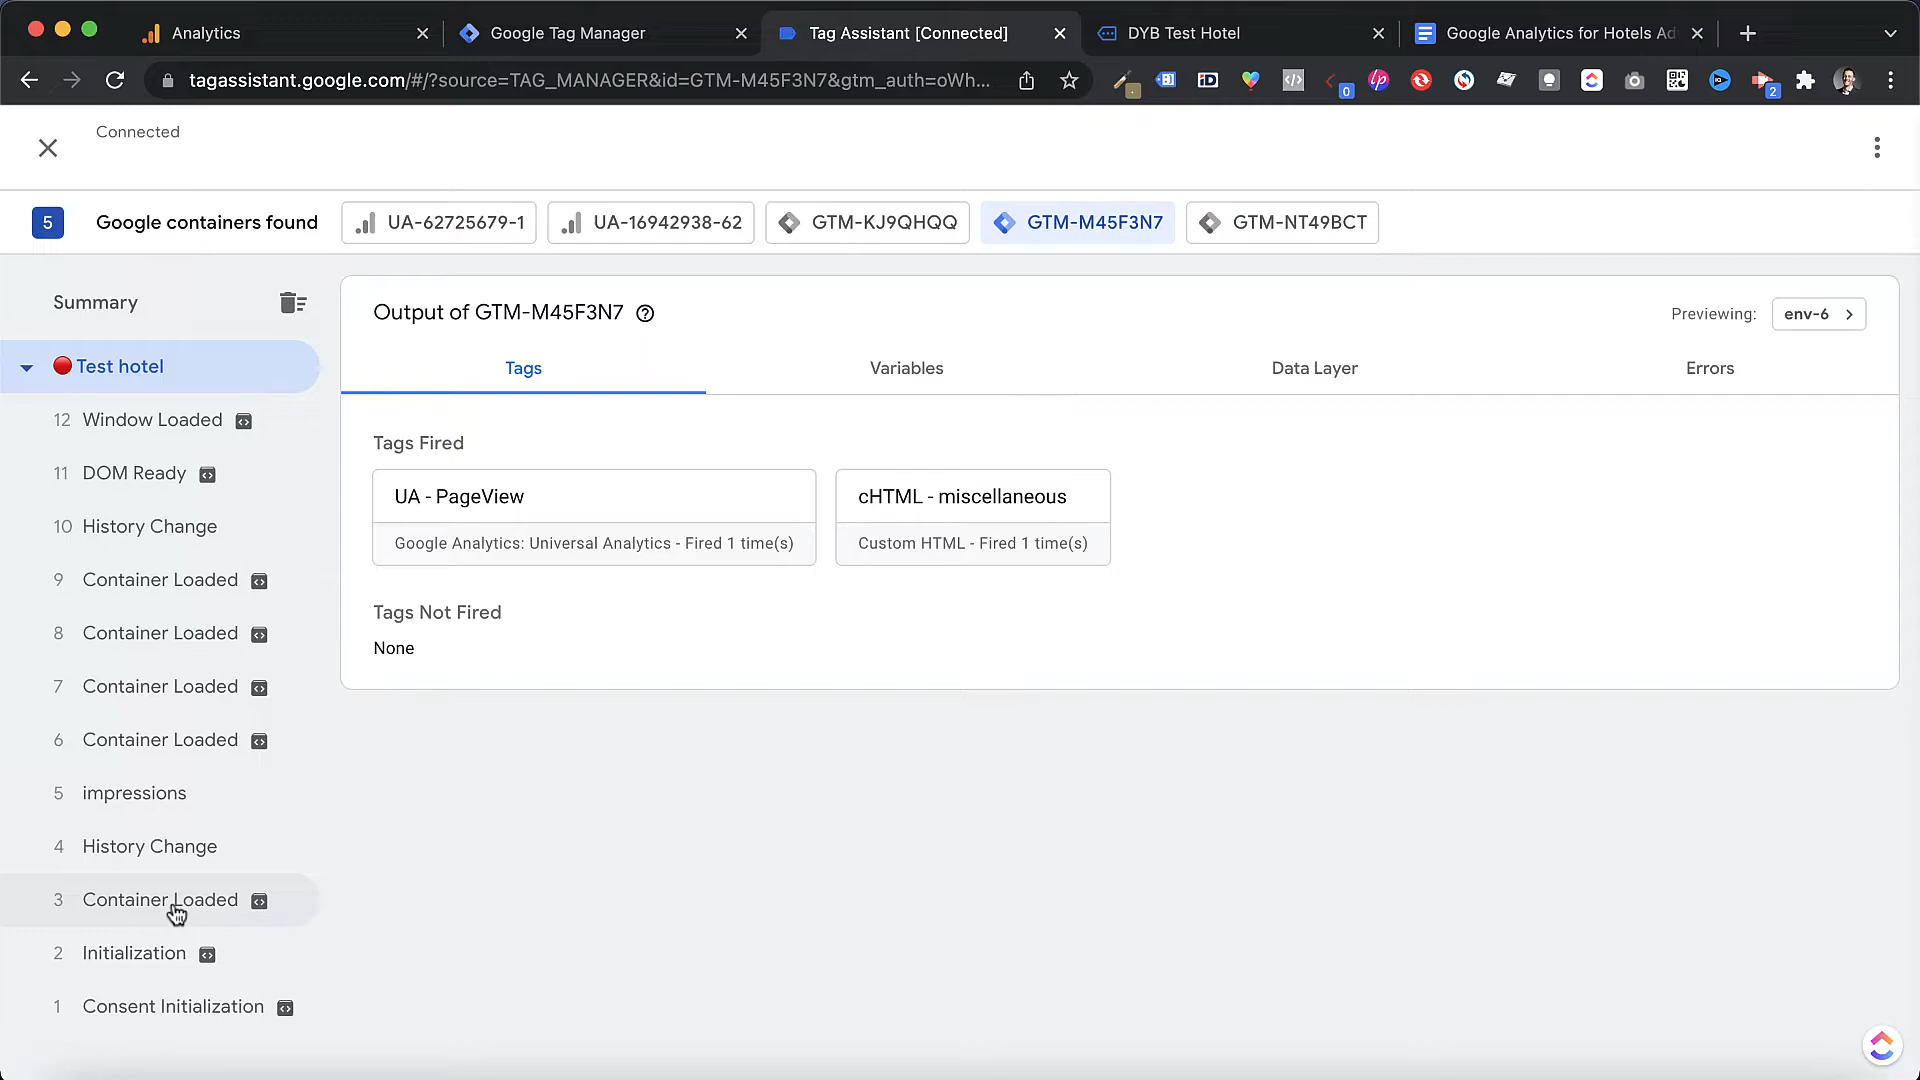 Analytics
Google Tag Manager
Tag Assistant [Connected]
DYB Test Hotel
Google Analytics for Hotels Ad
tagassistant.google.com/#/?source=TAG_MANAGER&id=GTM-M45F3N7&gtm_auth=oWh...
0
2
Connected
5
Google containers found
UA-62725679-1
UA-16942938-62
GTM-KJ9QHQQ
GTM-M45F3N7
GTM-NT49BCT
Summary
Test hotel
12 Window Loaded
11 DOM Ready
10 History Change
9 Container Loaded
8 Container Loaded
7 Container Loaded
6 Container Loaded
5 impressions
4 History Change
3 Container Loaded
2 Initialization
1 Consent Initialization
Output of GTM-M45F3N7
Previewing: env-6
Tags
Variables
Data Layer
Errors
Tags Fired
UA - PageView
Google Analytics: Universal Analytics - Fired 1 time(s)
cHTML - miscellaneous
Custom HTML - Fired 1 time(s)
Tags Not Fired
None